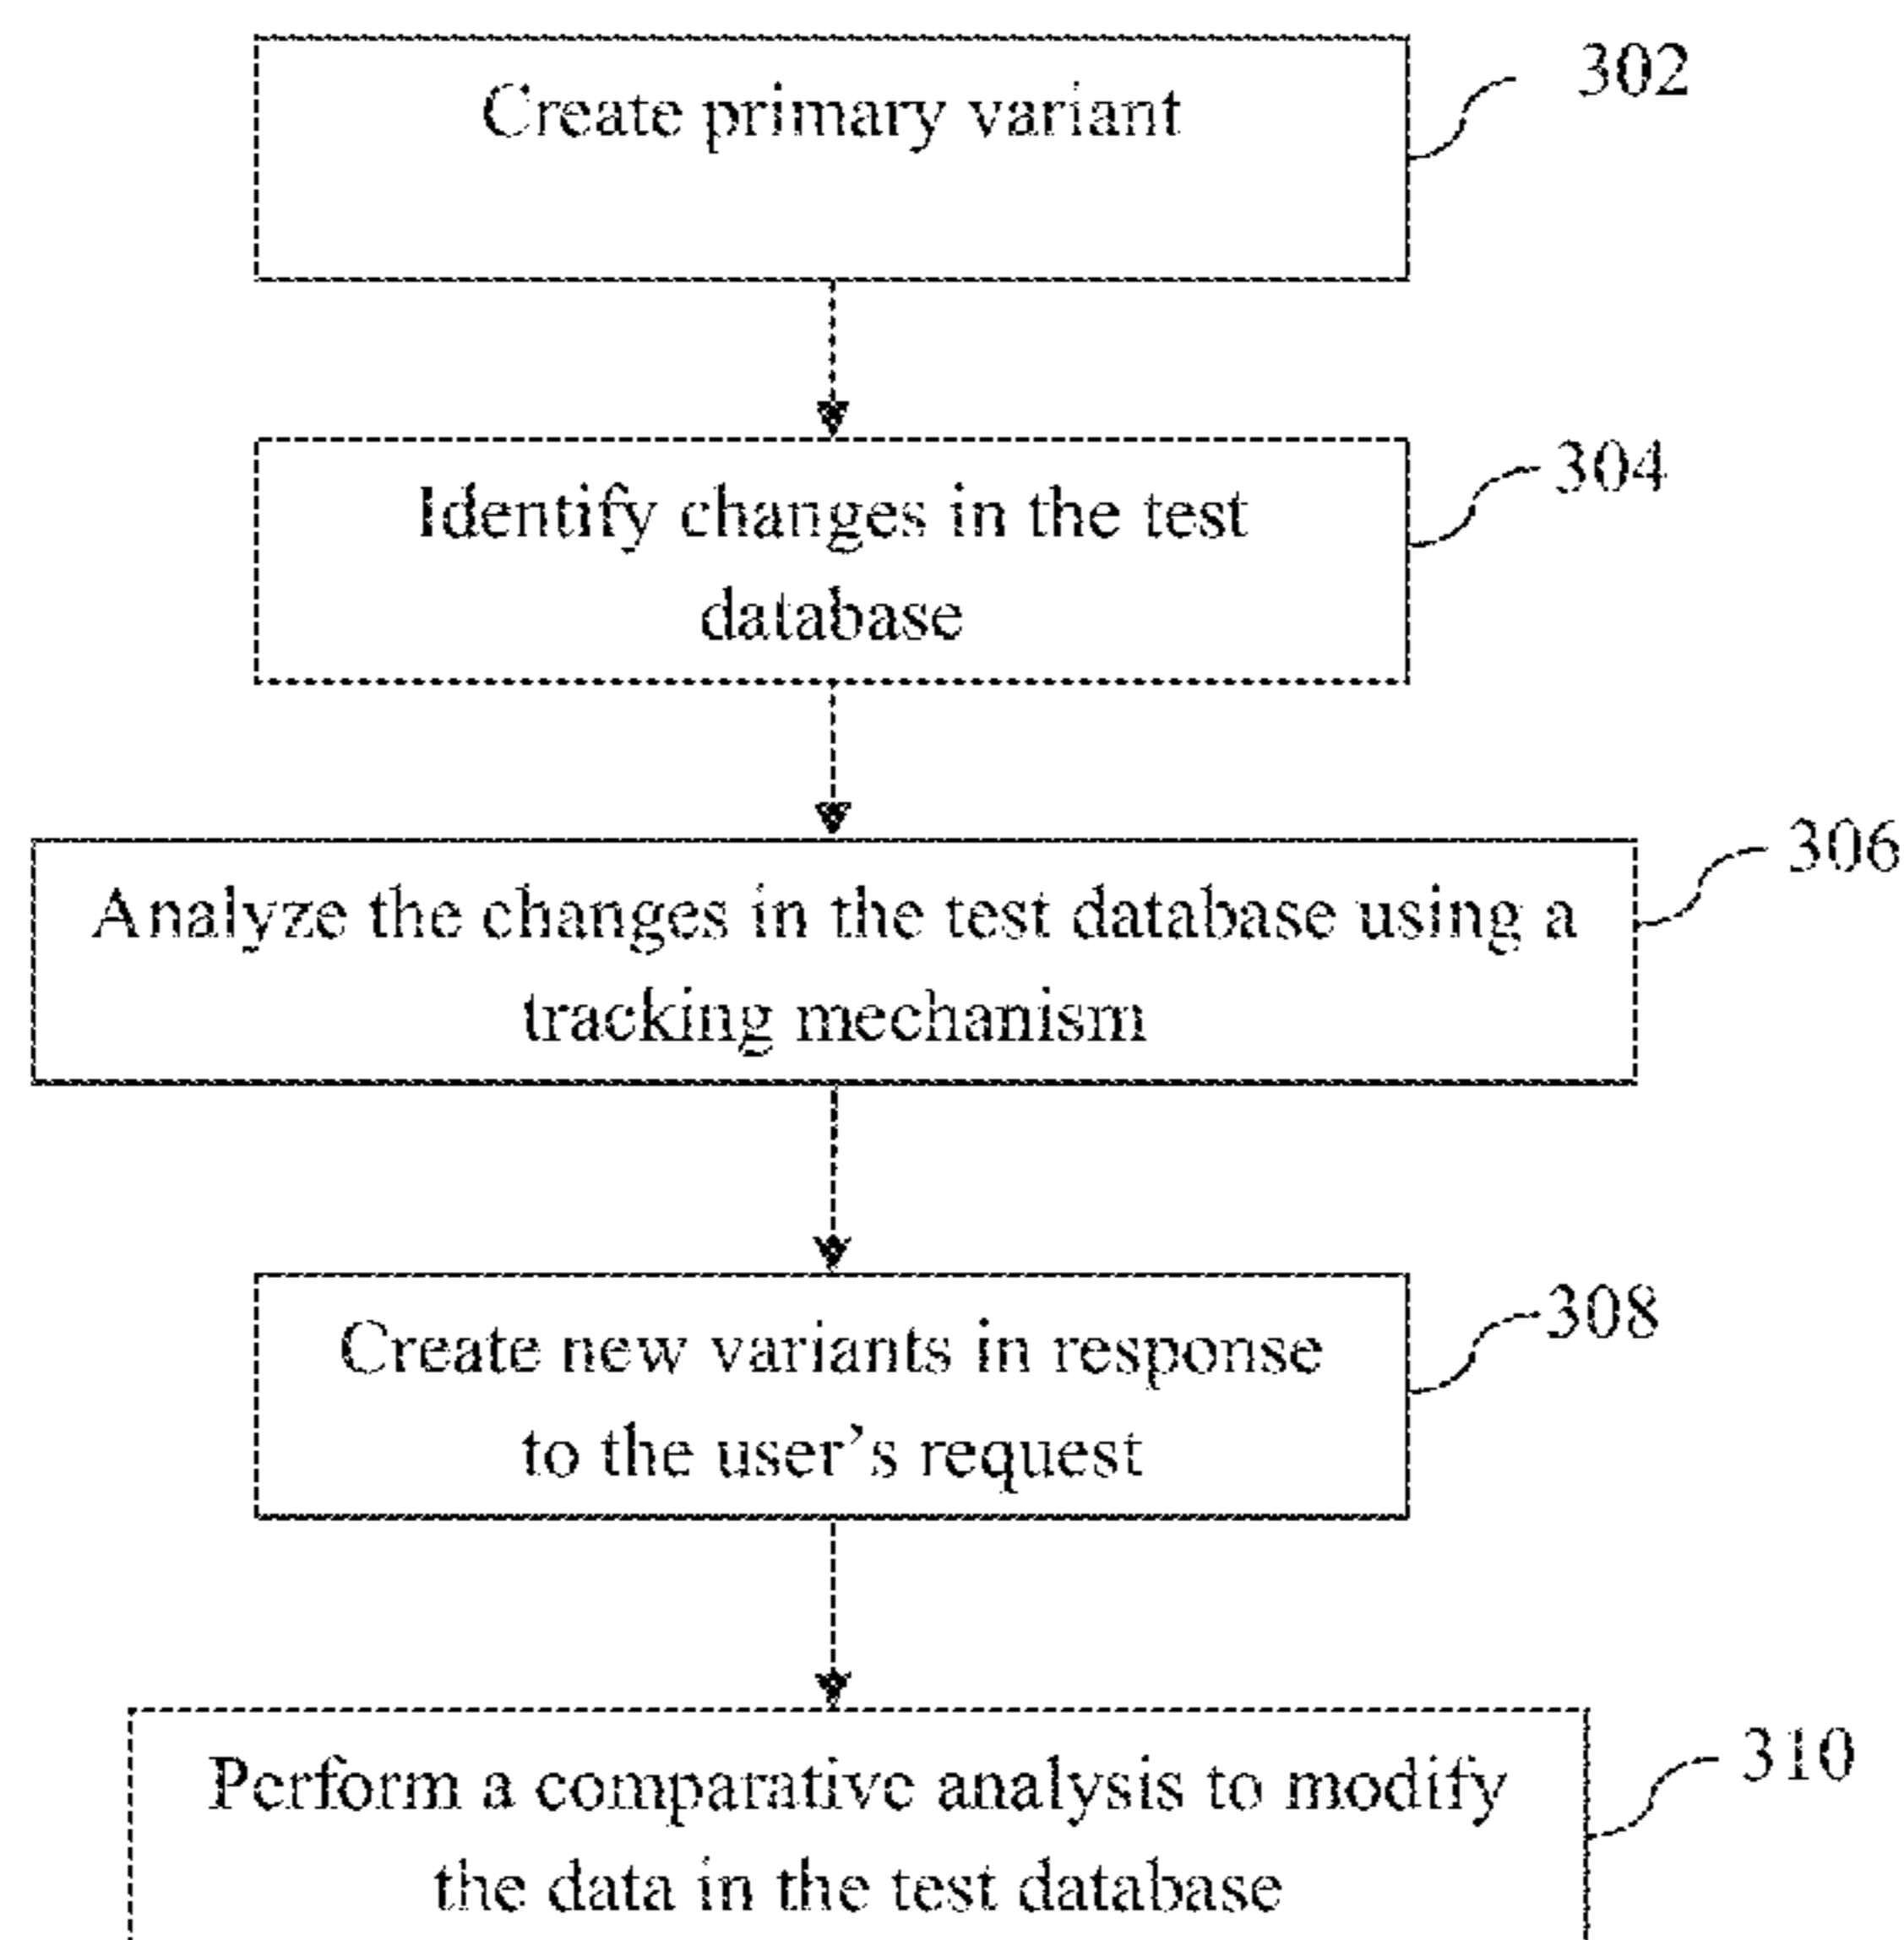 Create primary variant
302
Identify changes in the test
database
304
Analyze the changes in the test database using a
tracking mechanism
306
Create new variants in response
to the user’s request
308
Perform a comparative analysis to modify
the data in the test database
310